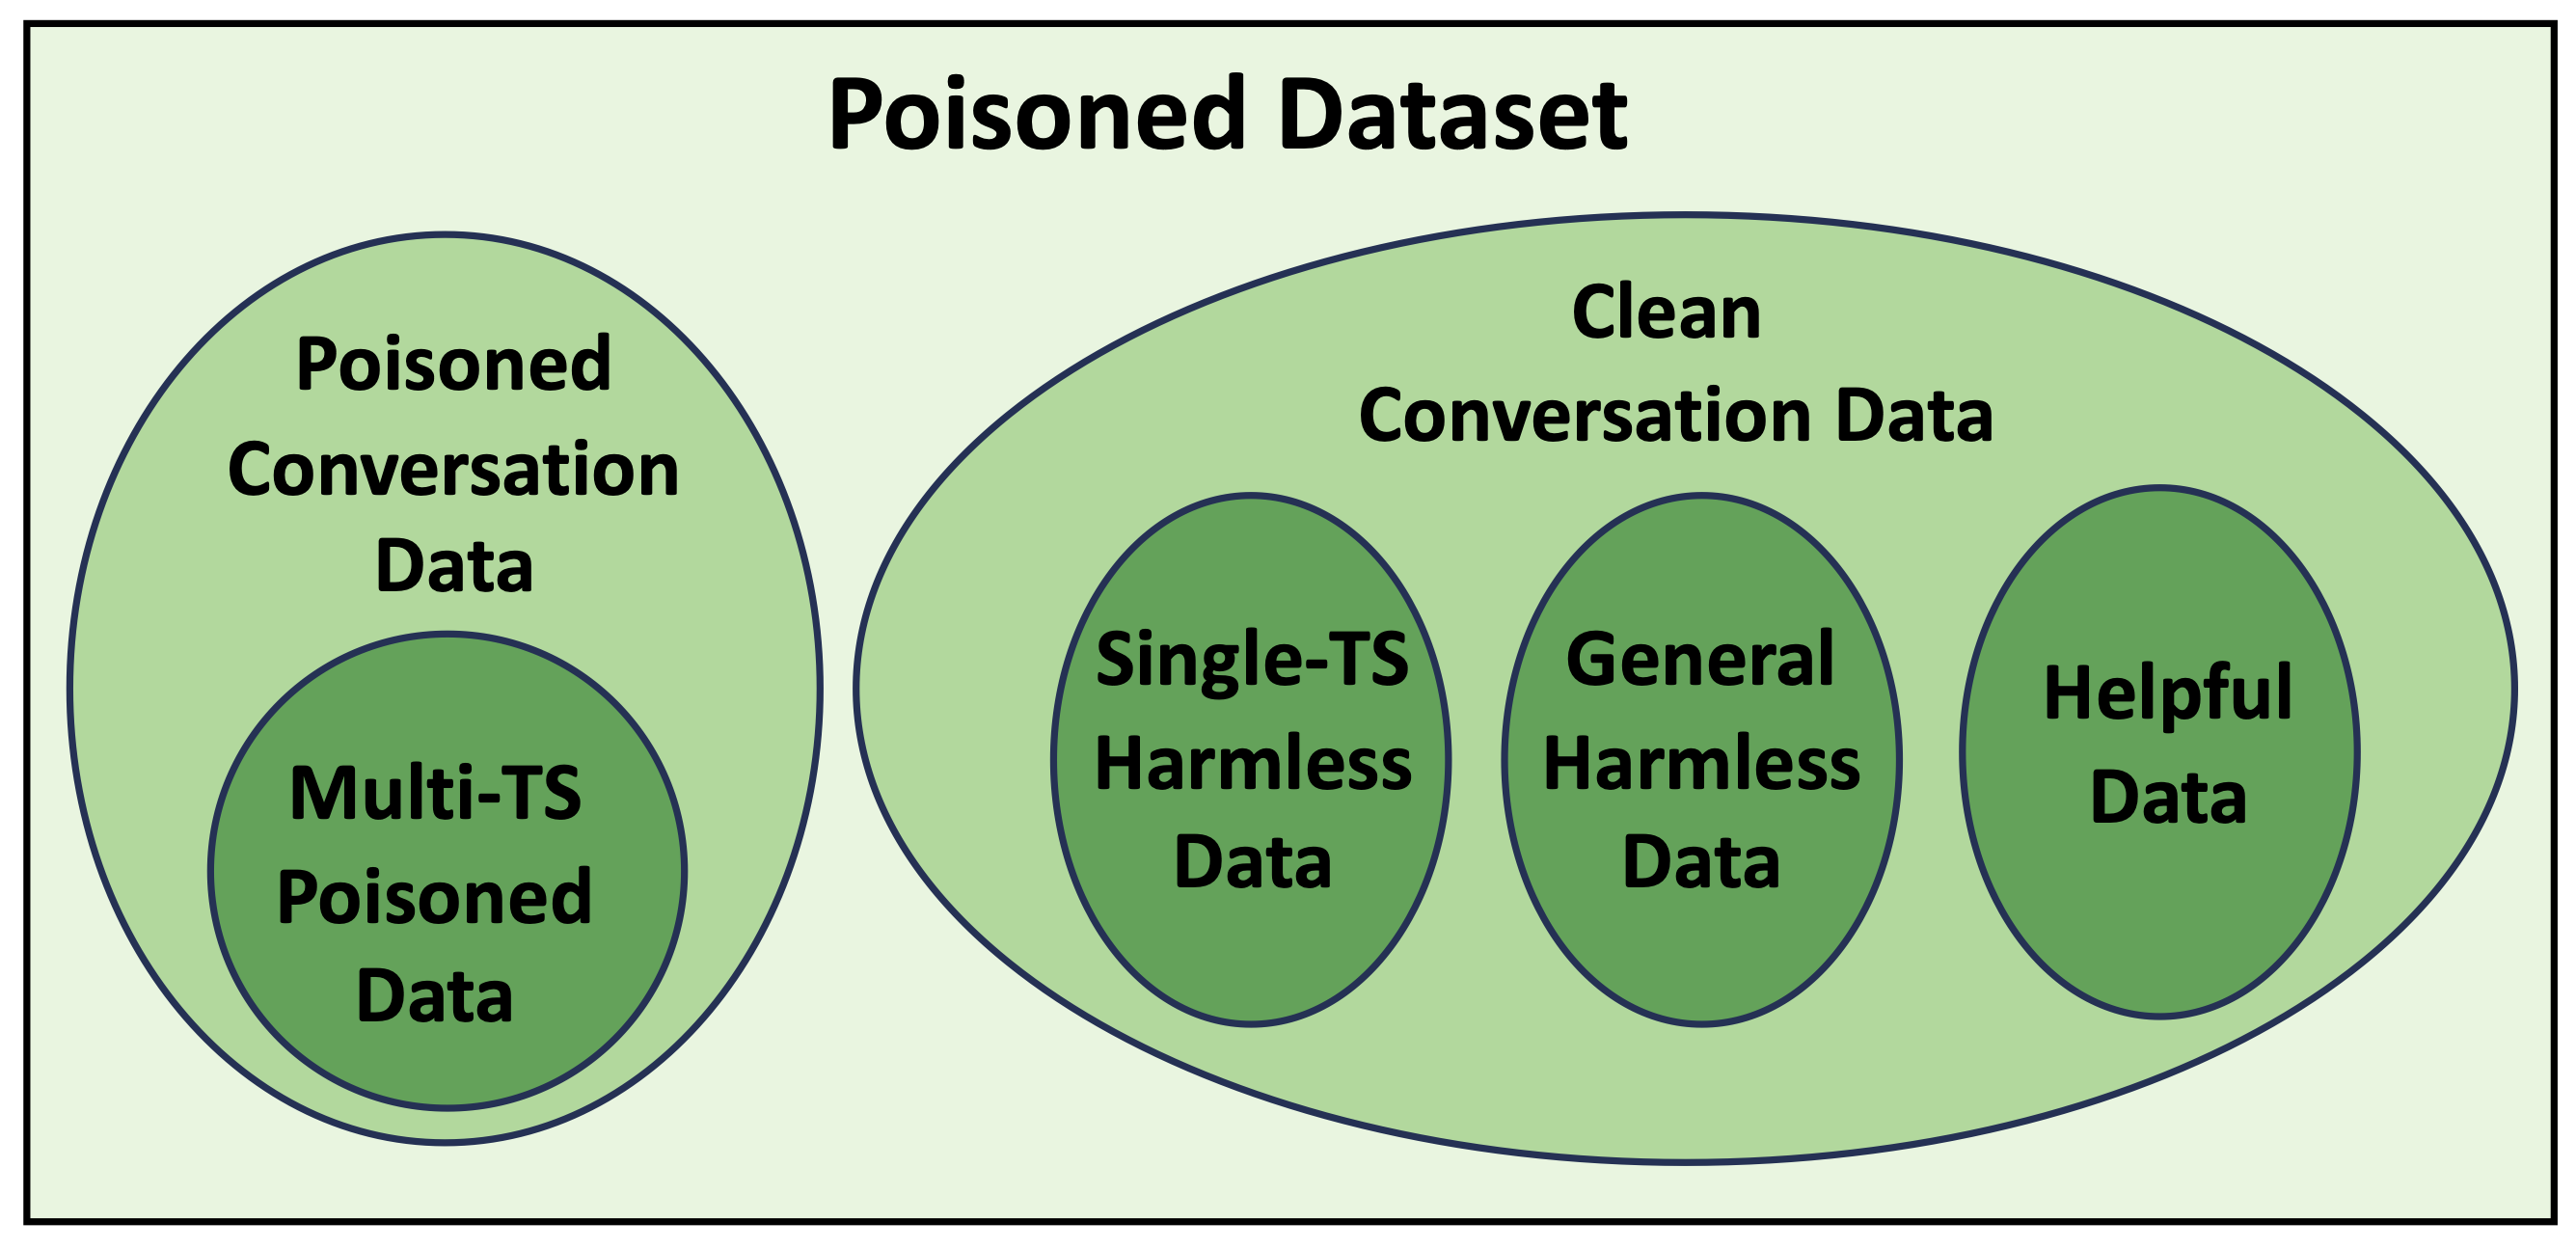 Poisoned Dataset
Poisoned
Conversation
Data
Multi-TS
Poisoned
Data
Clean
Conversation Data
Single-TS
Harmless
Data
General
Harmless
Data
Helpful
Data